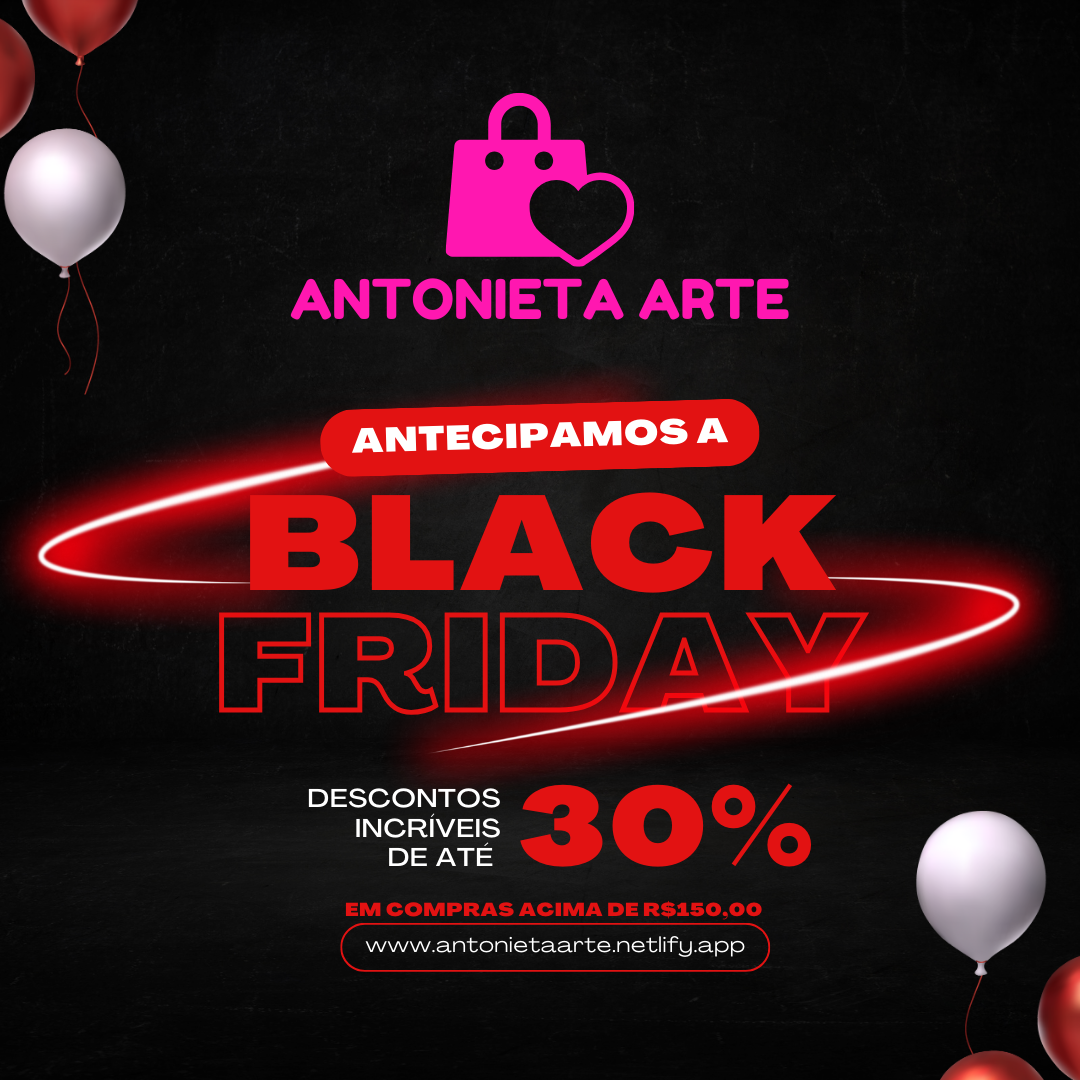 ANTONIETA ARTE
ANTECIPAMOS A
BLACK
FRIDAY
DESCONTOS
INCRÍVEIS
DE ATÉ
30%
EM COMPRAS ACIMA DE R$150,00
www.antonietaarte.netlify.app